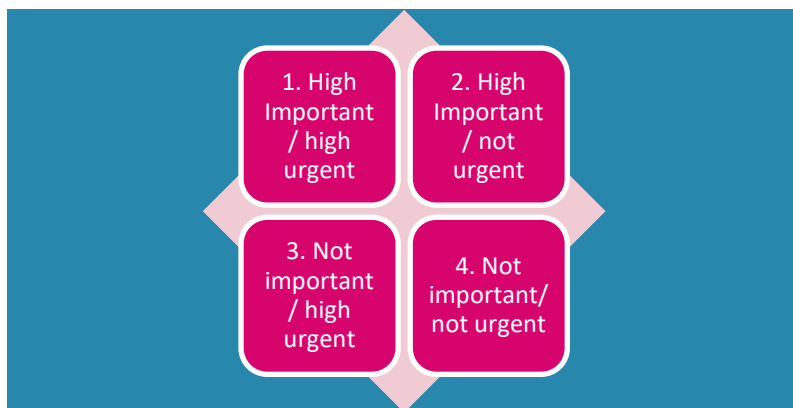 1. High
Important
/ high
urgent
2. High
Important
/ not
urgent
3. Not
important
/ high
urgent
4. Not
important/
not urgent